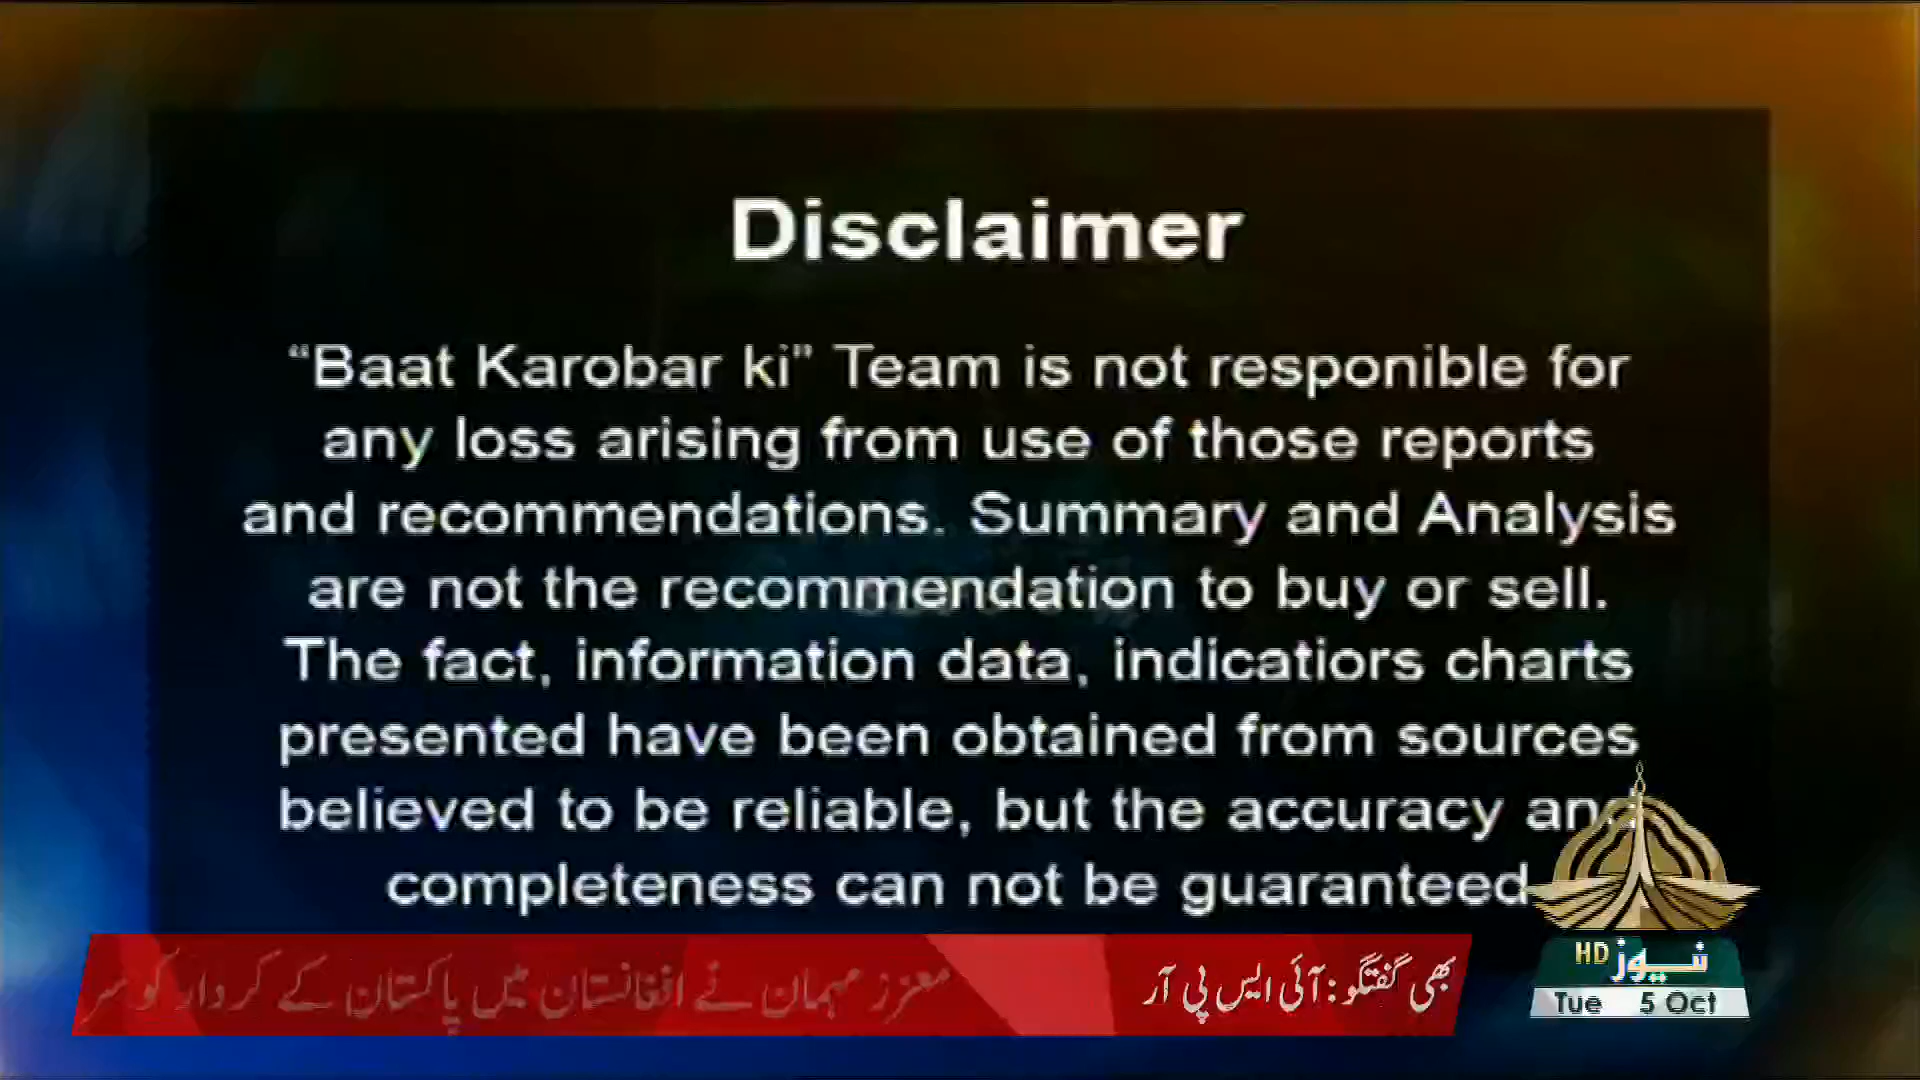 Disclaimer
“Baat Karobar ki” Team is not responible for
any loss arising from use of those reports
and recommendations. Summary and Analysis
are not the recommendation to buy or sell.
The fact, information data, indicatiors charts
presented have been obtained from sources
believed to be reliable, but the accuracy and
completeness can not be guaranteed
بھی گفتگو: آئی ایس پی آر
معزز مہمان نے افغانستان میں پاکستان کے کردار کو سر
نیوز HD
Tue 5 Oct